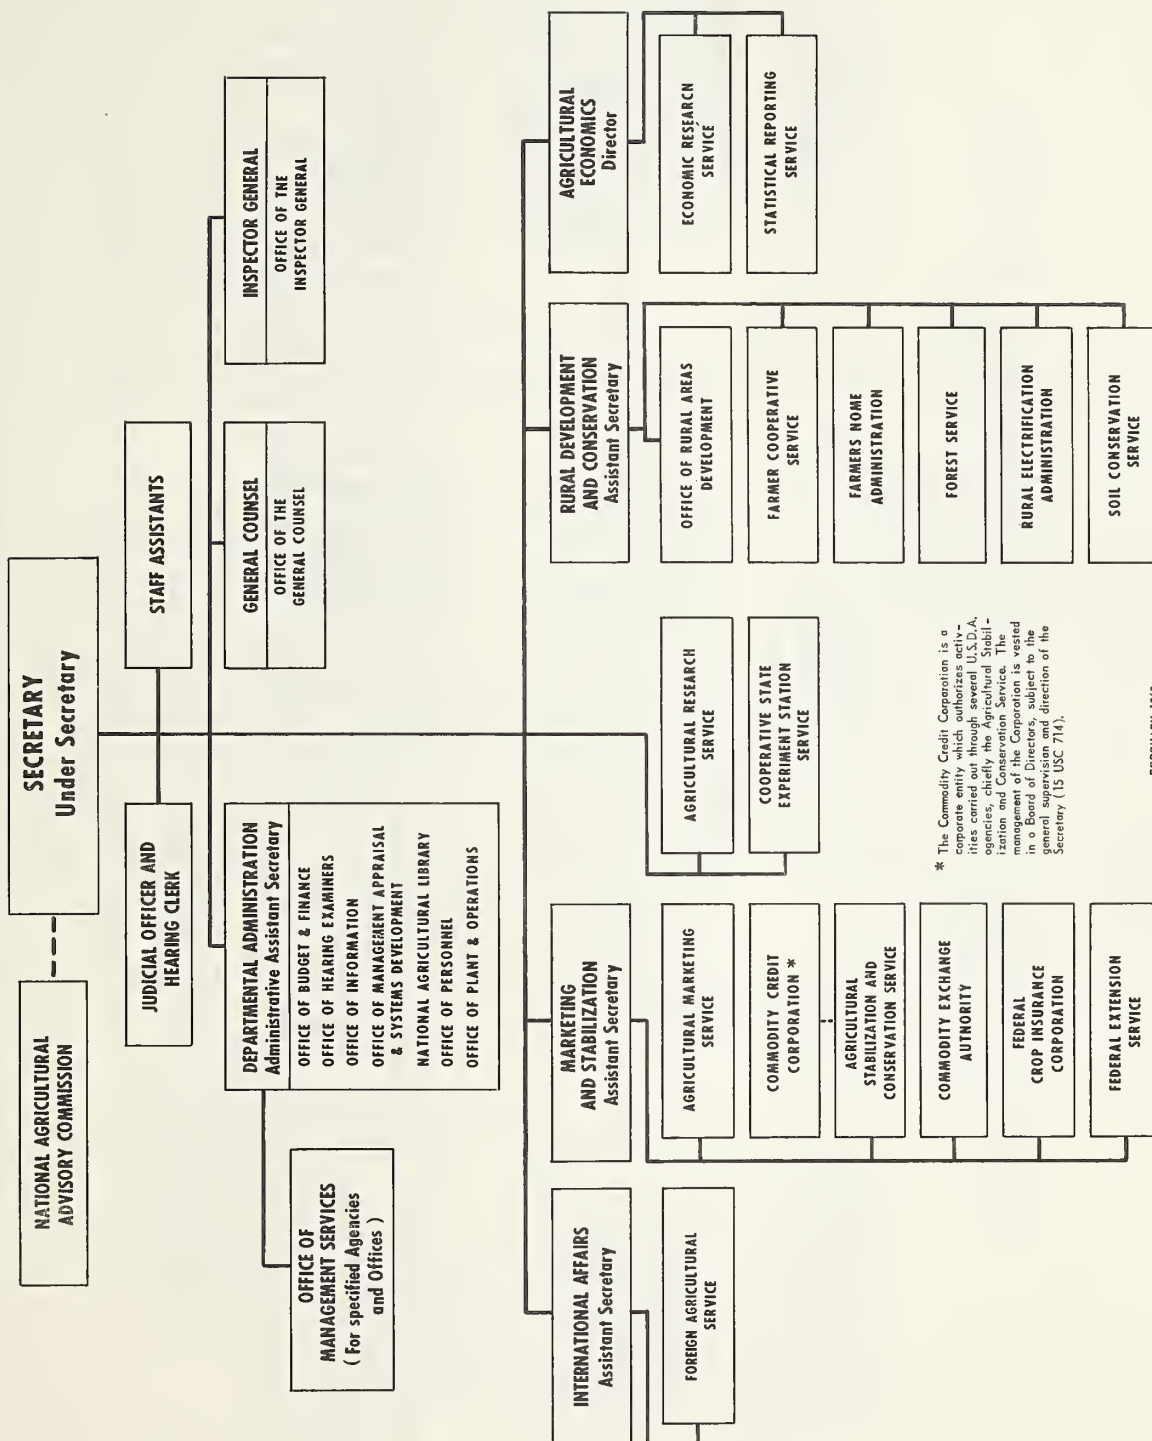 SECRETARY
Under Secretary
NATIONAL AGRICULTURAL
ADVISORY COMMISSION
JUDICIAL OFFICER AND
HEARING CLERK
STAFF ASSISTANTS
DEPARTMENTAL ADMINISTRATION
Administrative Assistant Secretary
OFFICE OF BUDGET & FINANCE
OFFICE OF HEARING EXAMINERS
OFFICE OF INFORMATION
OFFICE OF MANAGEMENT APPRAISAL
& SYSTEMS DEVELOPMENT
NATIONAL AGRICULTURAL LIBRARY
OFFICE OF PERSONNEL
OFFICE OF PLANT & OPERATIONS
GENERAL COUNSEL
OFFICE OF THE
GENERAL COUNSEL
INSPECTOR GENERAL
OFFICE OF TNE
INSPECTOR GENERAL
OFFICE OF
MANAGEMENT SERVICES
( For specified Agencies
and Offices )
INTERNATIONAL AFFAIRS
Assistant Secretary
FOREIGN AGRICULTURAL
SERVICE
MARKETING
AND STABILIZATION
Assistant Secretary
AGRICULTURAL MARKETING
SERVICE
COMMODITY CREDIT
CORPORATION *
AGRICULTURAL
STABILIZATION AND
CONSERVATION SERVICE
COMMODITY EXCHANGE
AUTHORITY
FEDERAL
CROP INSURANCE
CORPORATION
FEDERAL EXTENSION
SERVICE
AGRICULTURAL RESEARCH
SERVICE
COOPERATIVE STATE
EXPERIMENT STATION
SERVICE
RURAL DEVELOPMENT
AND CONSERVATION
Assistant Secretary
OFFICE OF RURAL AREAS
DEVELOPMENT
FARMER COOPERATIVE
SERVICE
FARMERS NOME
ADMINISTRATION
FOREST SERVICE
RURAL ELECTRIFICATION
ADMINISTRATION
SOIL CONSERVATION
SERVICE
AGRICULTURAL
ECONOMICS
Director
ECONOMIC RESEARCN
SERVICE
STATISTICAL REPORTING
SERVICE
* The Commodity Credit Corporation is a
corporate entity which authorizes activ-
ities carried out through several U.S.D.A.
agencies, chiefly the Agricultural Stabil-
ization and Conservation Service. The
management of the Corporation is vested
in a Board of Directors, subject to the
general supervision and direction of the
Secretary (15 USC 714).